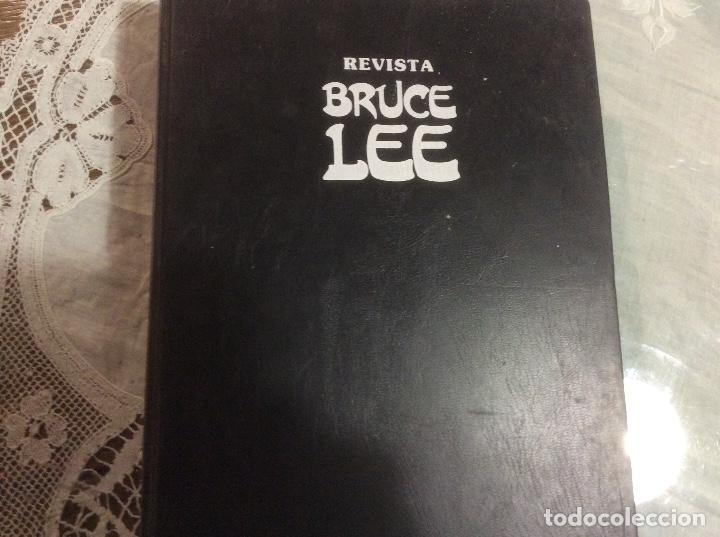 REVISTA
BRUCE
LEE
todocoleccion